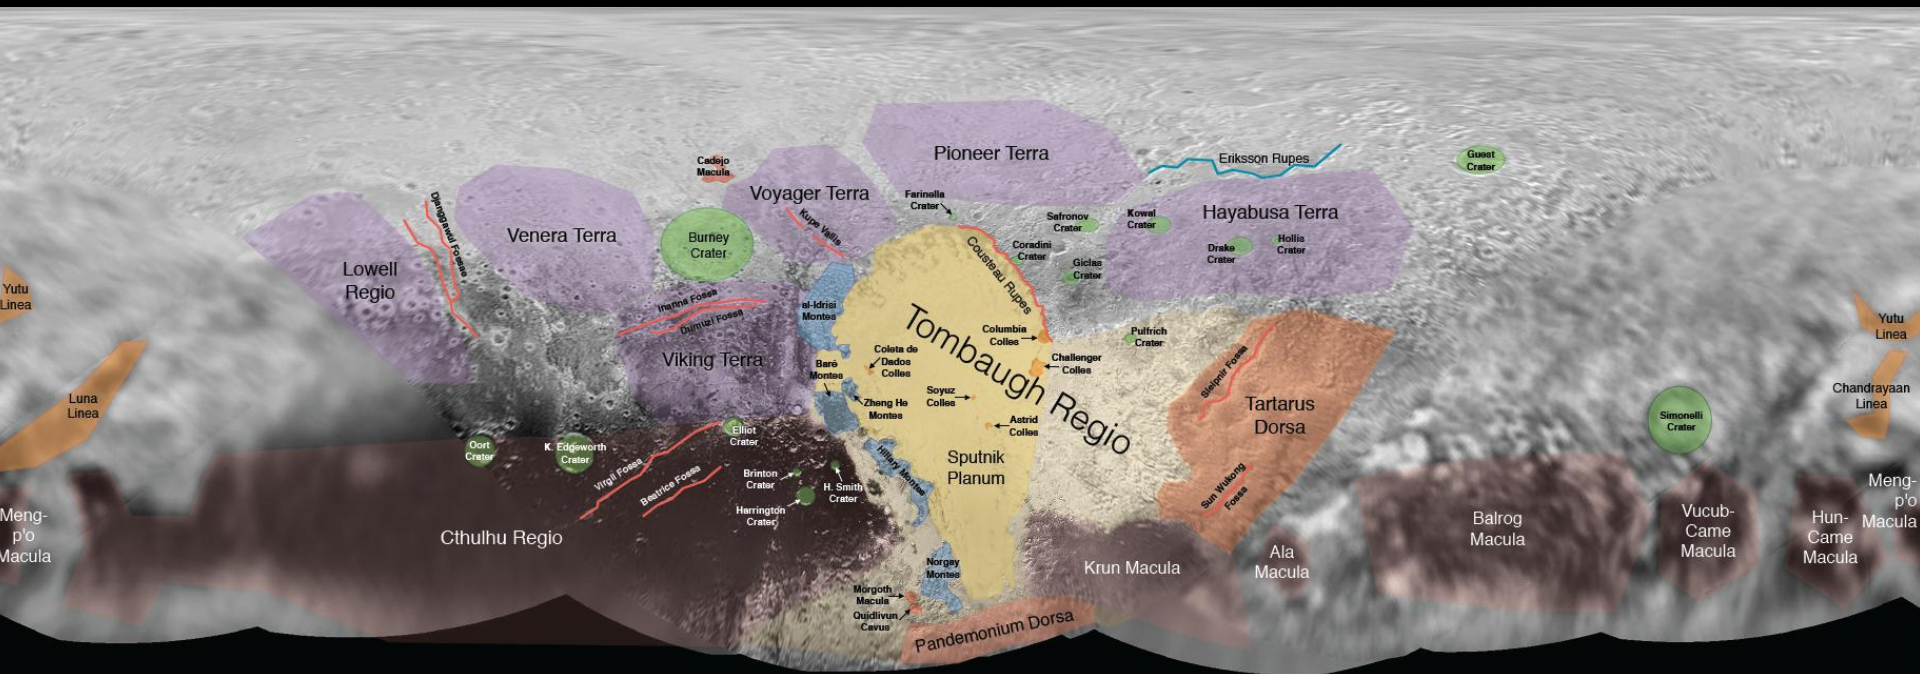 Pioneer Terra
Eriksson Rupes
Guest
Crater
Cadejo
Macula
Voyager Terra
Farinella
Crater
Kupe Vallis
Safronov
Crater
Kowal
Crater
Hayabusa Terra
Djanggawul Fossae
Venera Terra
Burney
Crater
Cousteau Rupes
Coradini
Crater
Drake
Crater
Hollis
Crater
Giclas
Crater
Lowell
Regio
Yutu
Linea
Inanna Fossa
Dumuzi Fossa
al-Idrisi
Montes
Tombaugh Regio
Columbia
Colles
Pulfrich
Crater
Yutu
Linea
Viking Terra
Baré
Montes
Coleta de
Dados
Colles
Challenger
Colles
Sleipnir Fossa
Luna
Linea
Zheng He
Montes
Soyuz
Colles
Astrid
Colles
Tartarus
Dorsa
Simonelli
Crater
Chandrayaan
Linea
Oort
Crater
K. Edgeworth
Crater
Elliot
Crater
Virgil Fossa
Beatrice Fossa
Brinton
Crater
H. Smith
Crater
Harrington
Crater
Hillary Montes
Sputnik
Planum
Sun Wukong
Fossa
Meng-
p'o
Macula
Cthulhu Regio
Norgay
Montes
Krun Macula
Ala
Macula
Balrog
Macula
Vucub-
Came
Macula
Hun-
Came
Macula
Meng-
p'o
Macula
Morgoth
Macula
Quidlivun
Cavus
Pandemonium Dorsa